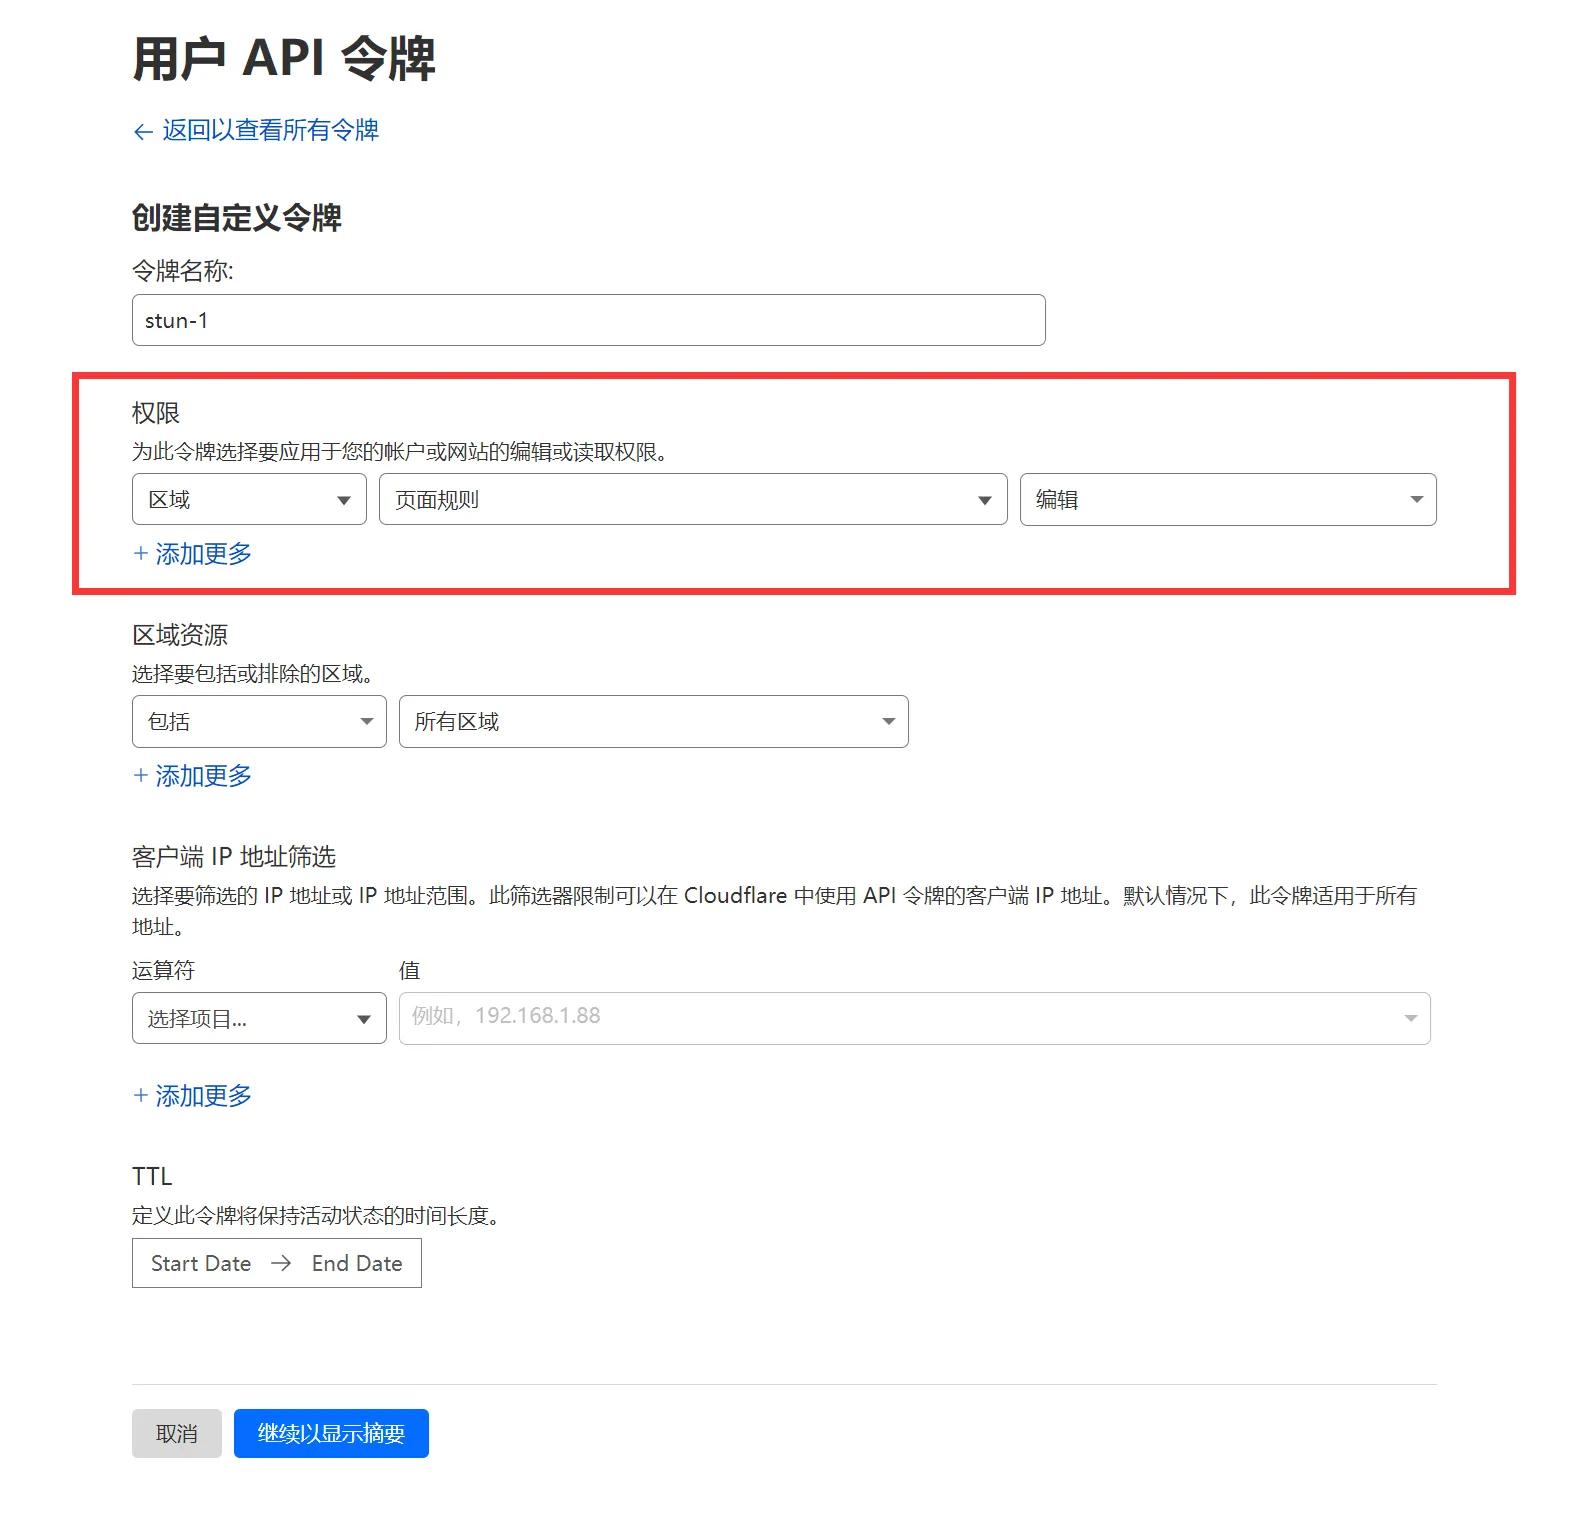 用户 API 令牌
← 返回以查看所有令牌
创建自定义令牌
令牌名称:
stun-1
权限
为此令牌选择要应用于您的帐户或网站的编辑或读取权限。
区域 页面规则 编辑
+ 添加更多
区域资源
选择要包括或排除的区域。
包括 所有区域
+ 添加更多
客户端 IP 地址筛选
选择要筛选的 IP 地址或 IP 地址范围。此筛选器限制可以在 Cloudflare 中使用 API 令牌的客户端 IP 地址。默认情况下，此令牌适用于所有
地址。
运算符 值
选择项目... 例如，192.168.1.88
+ 添加更多
TTL
定义此令牌将保持活动状态的时间长度。
Start Date → End Date
取消 继续以显示摘要